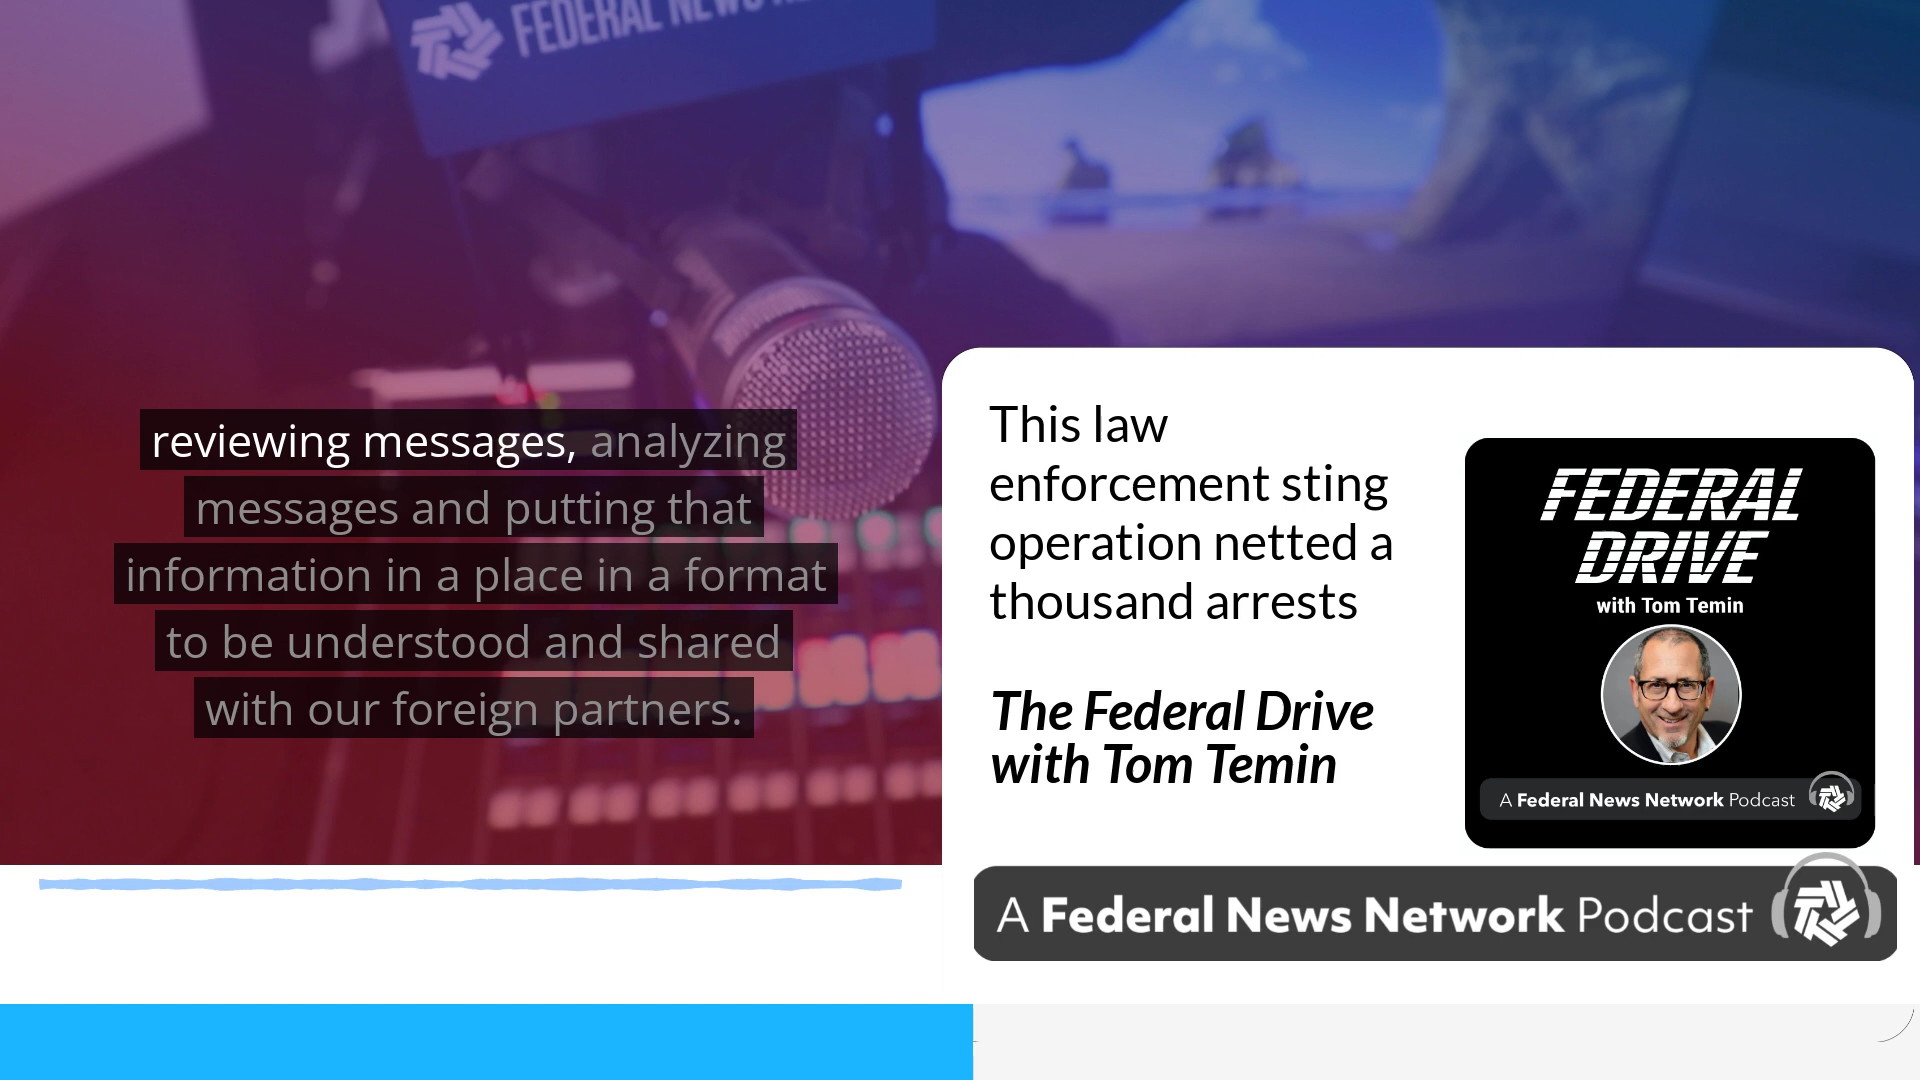 FEDERAL NEWS
reviewing messages, analyzing
messages and putting that
information in a place in a format
to be understood and shared
with our foreign partners.
This law
enforcement sting
operation netted a
thousand arrests
The Federal Drive
with Tom Temin
FEDERAL
DRIVE
with Tom Temin
A Federal News Network Podcast
A Federal News Network Podcast